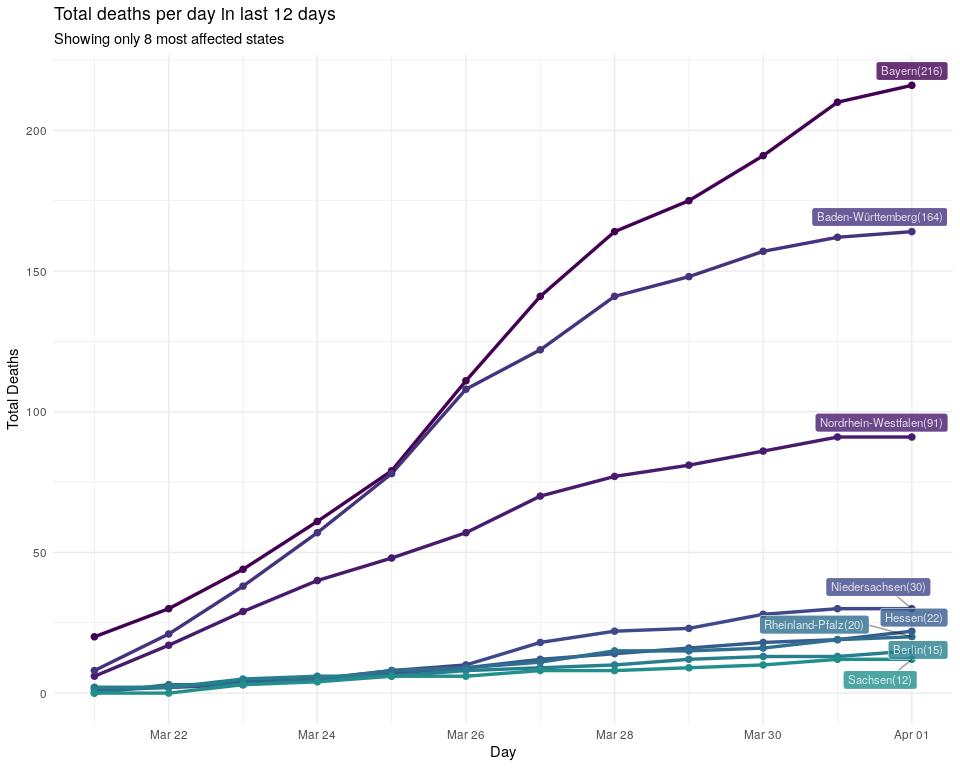 Total deaths per day in last 12 days
Showing only 8 most affected states
Total Deaths
200
150
100
50
0
Bayern(216)
Baden-Württemberg(164)
Nordrhein-Westfalen(91)
Niedersachsen(30)
Hessen(22)
Rheinland-Pfalz(20)
Berlin(15)
Sachsen(12)
Mar 22
Mar 24
Mar 26
Mar 28
Mar 30
Apr 01
Day